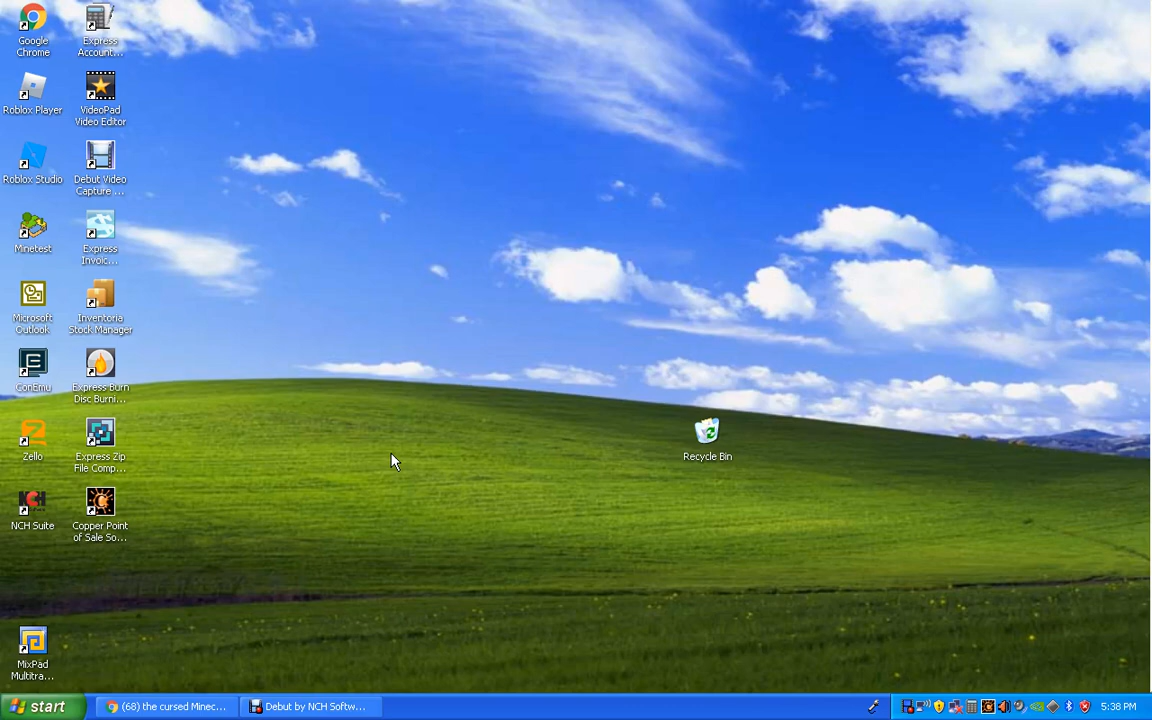 Google
Chrome
Express
Account...
Roblox Player
VideoPad
Video Editor
Roblox Studio
Debut Video
Capture ...
Minetest
Express
Invoic...
Microsoft
Outlook
Inventoria
Stock Manager
ConEmu
Express Burn
Disc Burni...
Zello
Express Zip
File Comp...
NCH Suite
Copper Point
of Sale So...
Recycle Bin
MixPad
Multitra...
start
(68) the cursed Minec...
Debut by NCH Softw...
5:38 PM